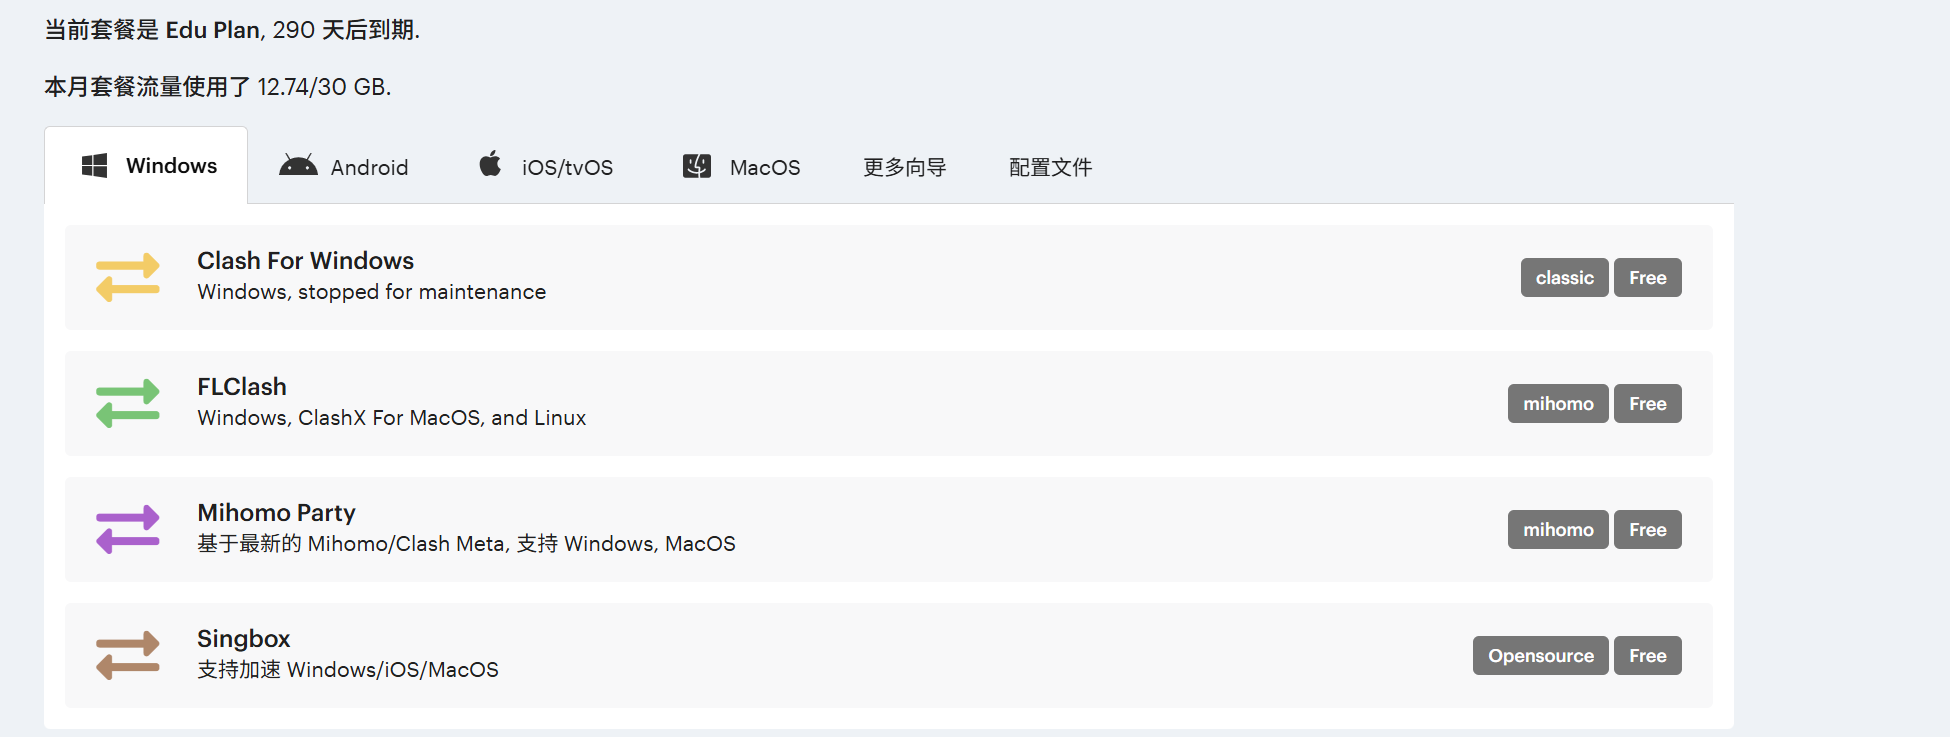 当前套餐是 Edu Plan, 290 天后到期.
本月套餐流量使用了 12.74/30 GB.
Windows Android iOS/tvOS MacOS 更多向导 配置文件
Clash For Windows
Windows, stopped for maintenance
classic Free
FLClash
Windows, ClashX For MacOS, and Linux
mihomo Free
Mihomo Party
基于最新的 Mihomo/Clash Meta, 支持 Windows, MacOS
mihomo Free
Singbox
支持加速 Windows/iOS/MacOS
Opensource Free